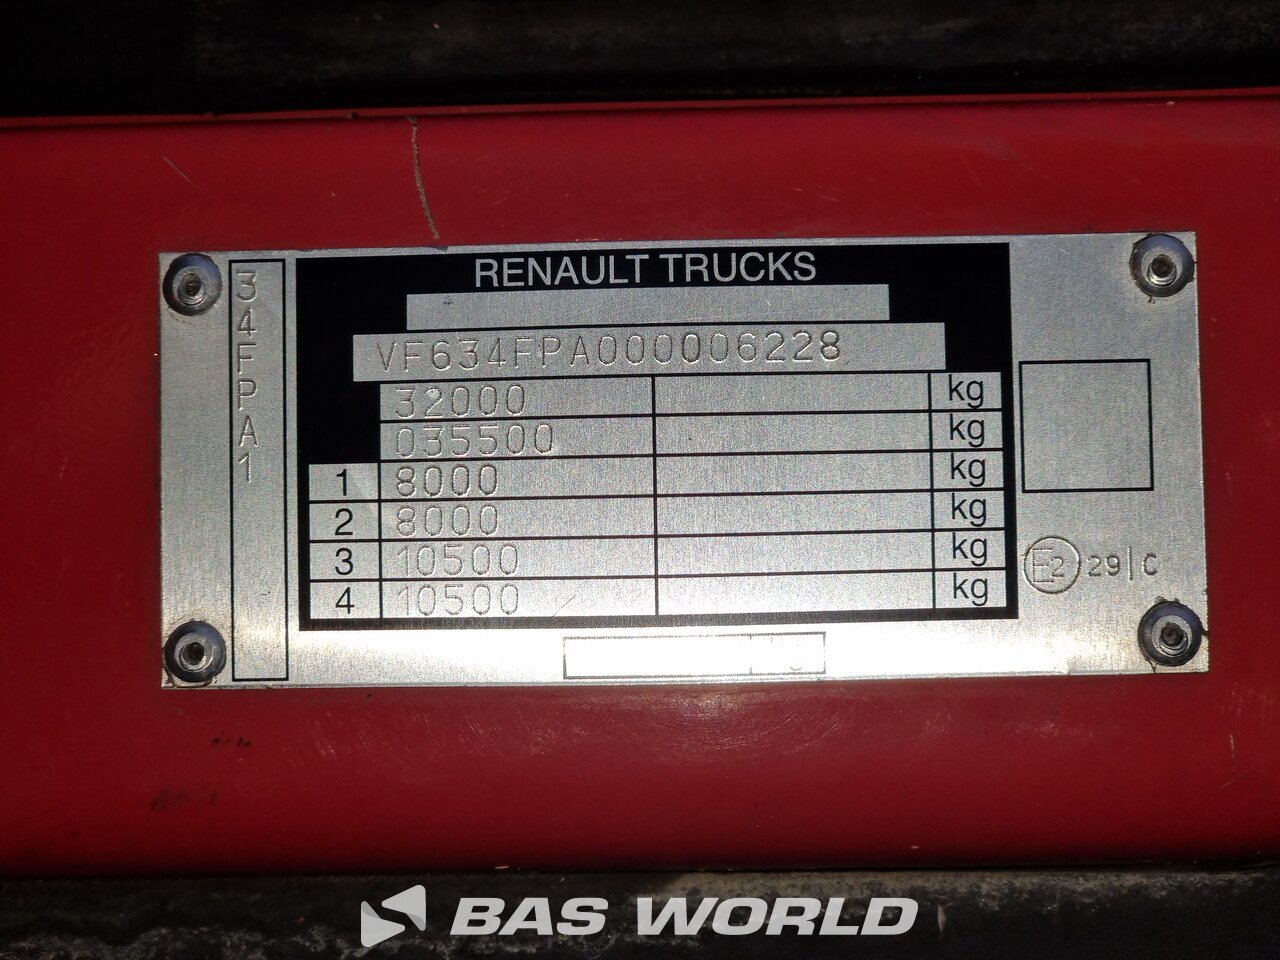 RENAULT TRUCKS
34FPA1
VF634FPA000006228
32000 kg
035500 kg
1 8000 kg
2 8000 kg
3 10500 kg
4 10500 kg
E2 29|C
BAS WORLD